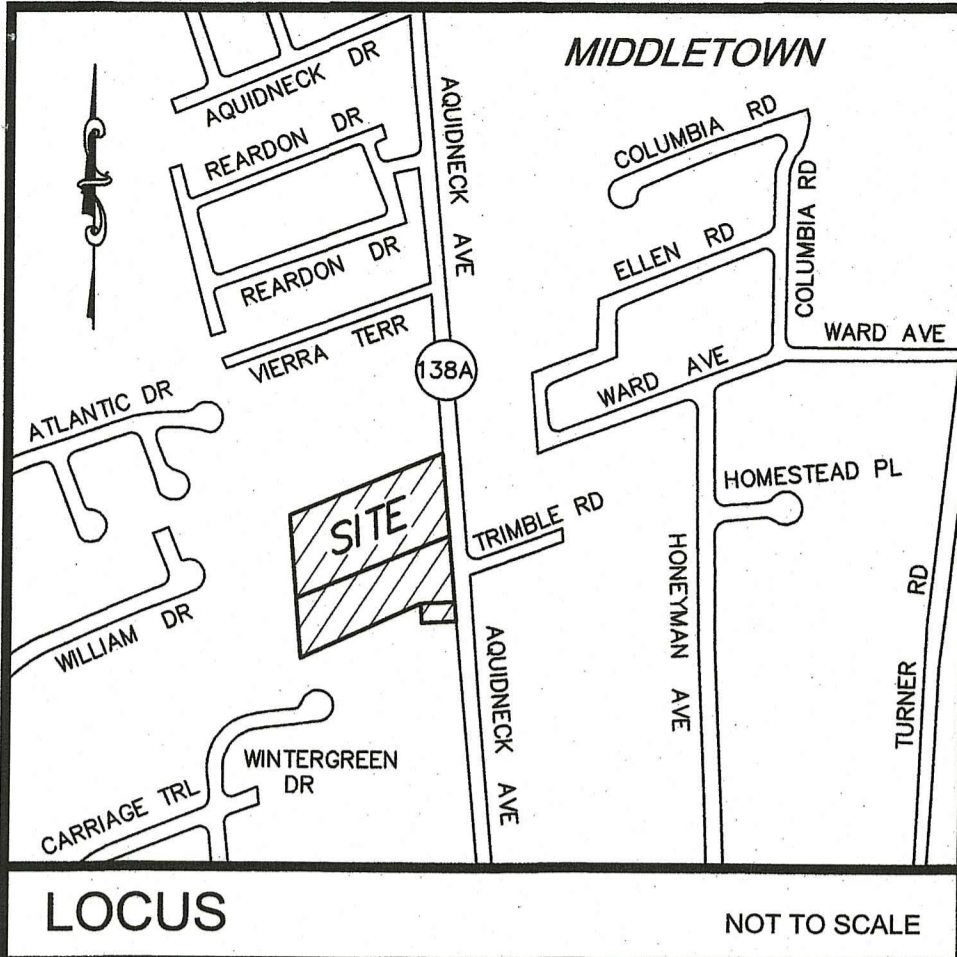 MIDDLETOWN
AQUIDNECK DR
AQUIDNECK AVE
REARDON DR
COLUMBIA RD
COLUMBIA RD
ELLEN RD
REARDON DR
VIERRA TERR
WARD AVE
138A
WARD AVE
ATLANTIC DR
HOMESTEAD PL
SITE
TRIMBLE RD
HONEYMAN AVE
TURNER RD
WILLIAM DR
AQUIDNECK AVE
WINTERGREEN
DR
CARRIAGE TRL
LOCUS
NOT TO SCALE